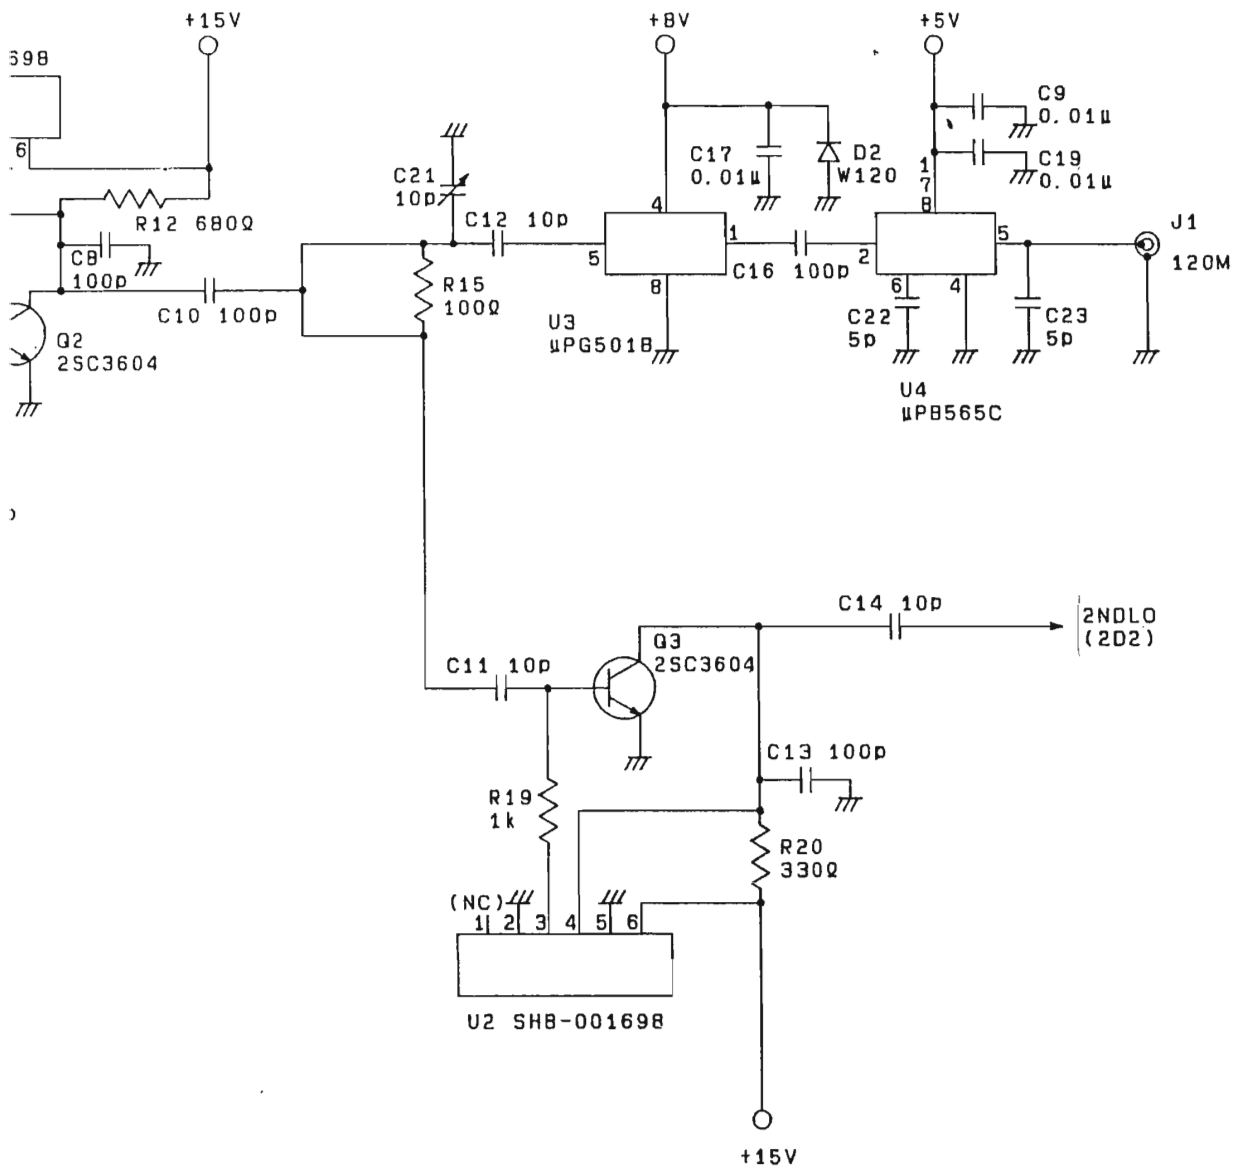 +15V
+8V
+5V
698
6
R12 680Ω
C8
100p
C10 100p
Q2
2SC3604
C21
10p
C12 10p
R15
100Ω
4
5
1
8
U3
μPG501B
C17
0.01μ
D2
W120
C16 100p
C9
0.01μ
C19
0.01μ
1
7
8
2
5
6
4
C22
5p
C23
5p
U4
μPB565C
J1
120M
C14 10p
2NDLO
(2D2)
Q3
2SC3604
C11 10p
C13 100p
R19
1k
R20
330Ω
(NC)
1 2 3 4 5 6
U2 SHB-001698
+15V